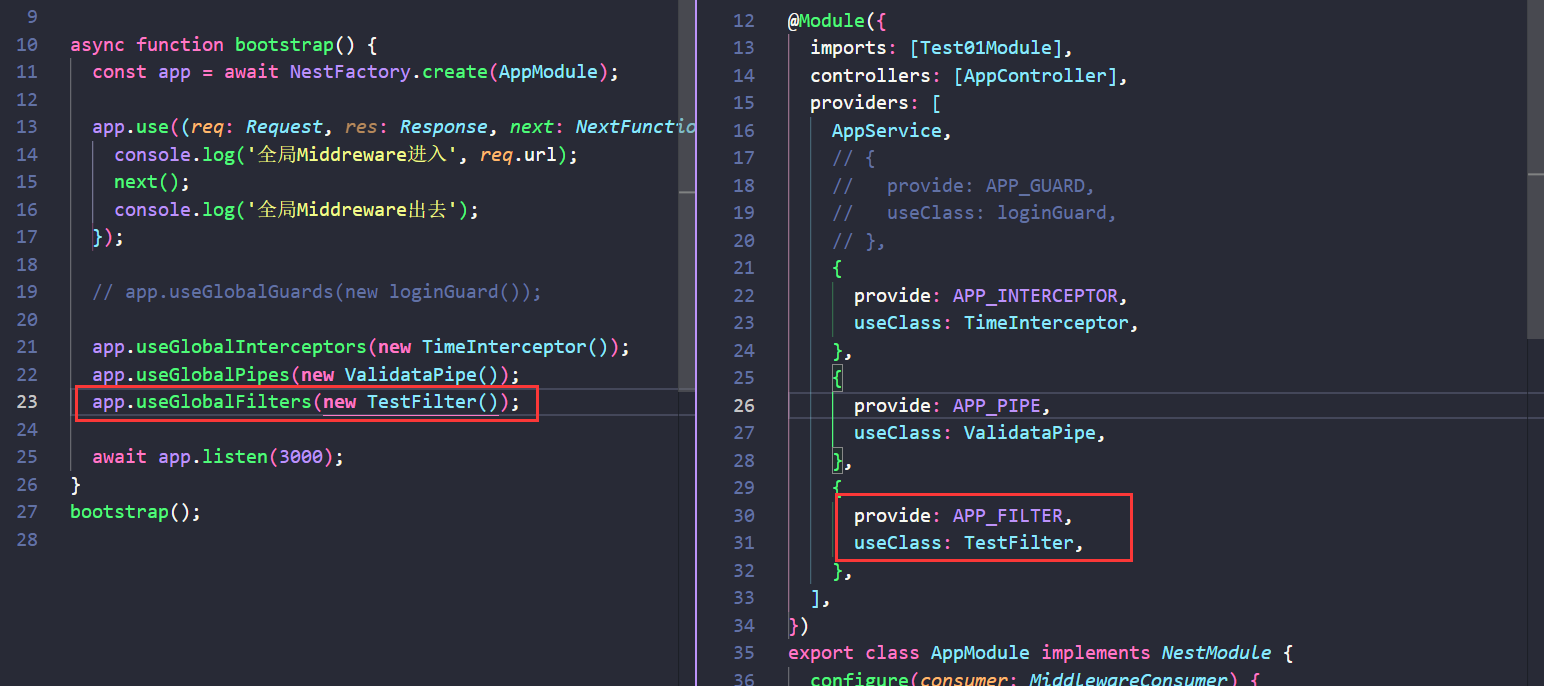 9
10 async function bootstrap() {
11 const app = await NestFactory.create(AppModule);
12
13 app.use((req: Request, res: Response, next: NextFunctio
14 console.log('全局Middreware进入', req.url);
15 next();
16 console.log('全局Middreware出去');
17 });
18
19 // app.useGlobalGuards(new loginGuard());
20
21 app.useGlobalInterceptors(new TimeInterceptor());
22 app.useGlobalPipes(new ValidataPipe());
23 app.useGlobalFilters(new TestFilter());
24
25 await app.listen(3000);
26 }
27 bootstrap();
28
12 @Module({
13 imports: [Test01Module],
14 controllers: [AppController],
15 providers: [
16 AppService,
17 // {
18 //   provide: APP_GUARD,
19 //   useClass: loginGuard,
20 // },
21 {
22 provide: APP_INTERCEPTOR,
23 useClass: TimeInterceptor,
24 },
25 {
26 provide: APP_PIPE,
27 useClass: ValidataPipe,
28 },
29 {
30 provide: APP_FILTER,
31 useClass: TestFilter,
32 },
33 ],
34 })
35 export class AppModule implements NestModule {
36 configure(consumer: MiddlewareConsumer) {